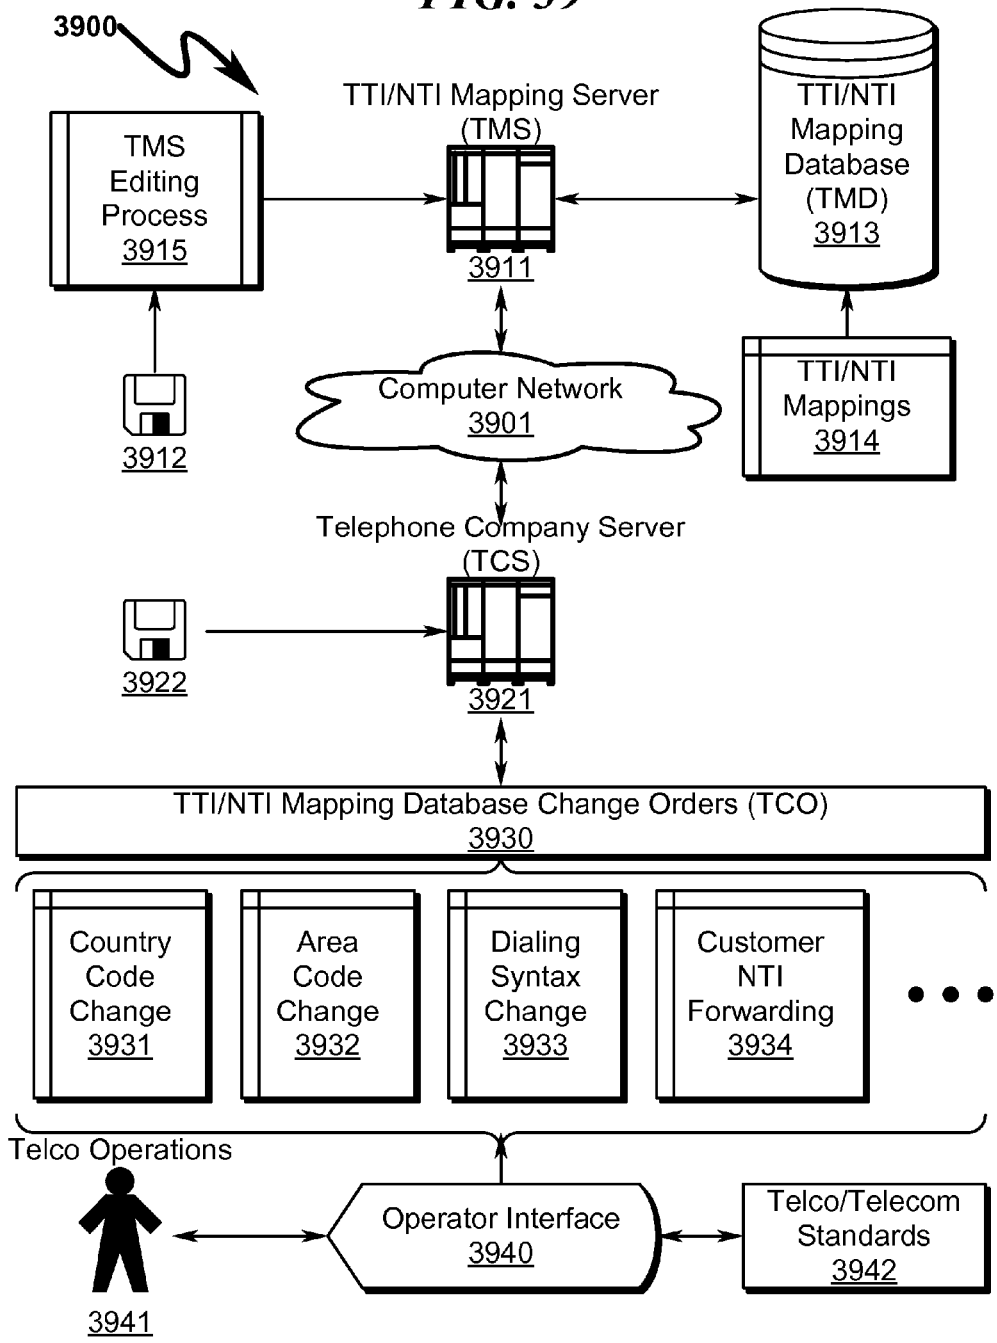 FIG. 39
3900
TTI/NTI Mapping Server
(TMS)
3911
TMS
Editing
Process
3915
TTI/NTI
Mapping
Database
(TMD)
3913
3912
Computer Network
3901
TTI/NTI
Mappings
3914
Telephone Company Server
(TCS)
3921
3922
TTI/NTI Mapping Database Change Orders (TCO)
3930
Country
Code
Change
3931
Area
Code
Change
3932
Dialing
Syntax
Change
3933
Customer
NTI
Forwarding
3934
Telco Operations
3941
Operator Interface
3940
Telco/Telecom
Standards
3942